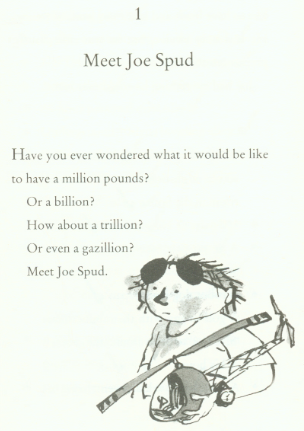 1
Meet Joe Spud
Have you ever wondered what it would be like
to have a million pounds?
Or a billion?
How about a trillion?
Or even a gazillion?
Meet Joe Spud.